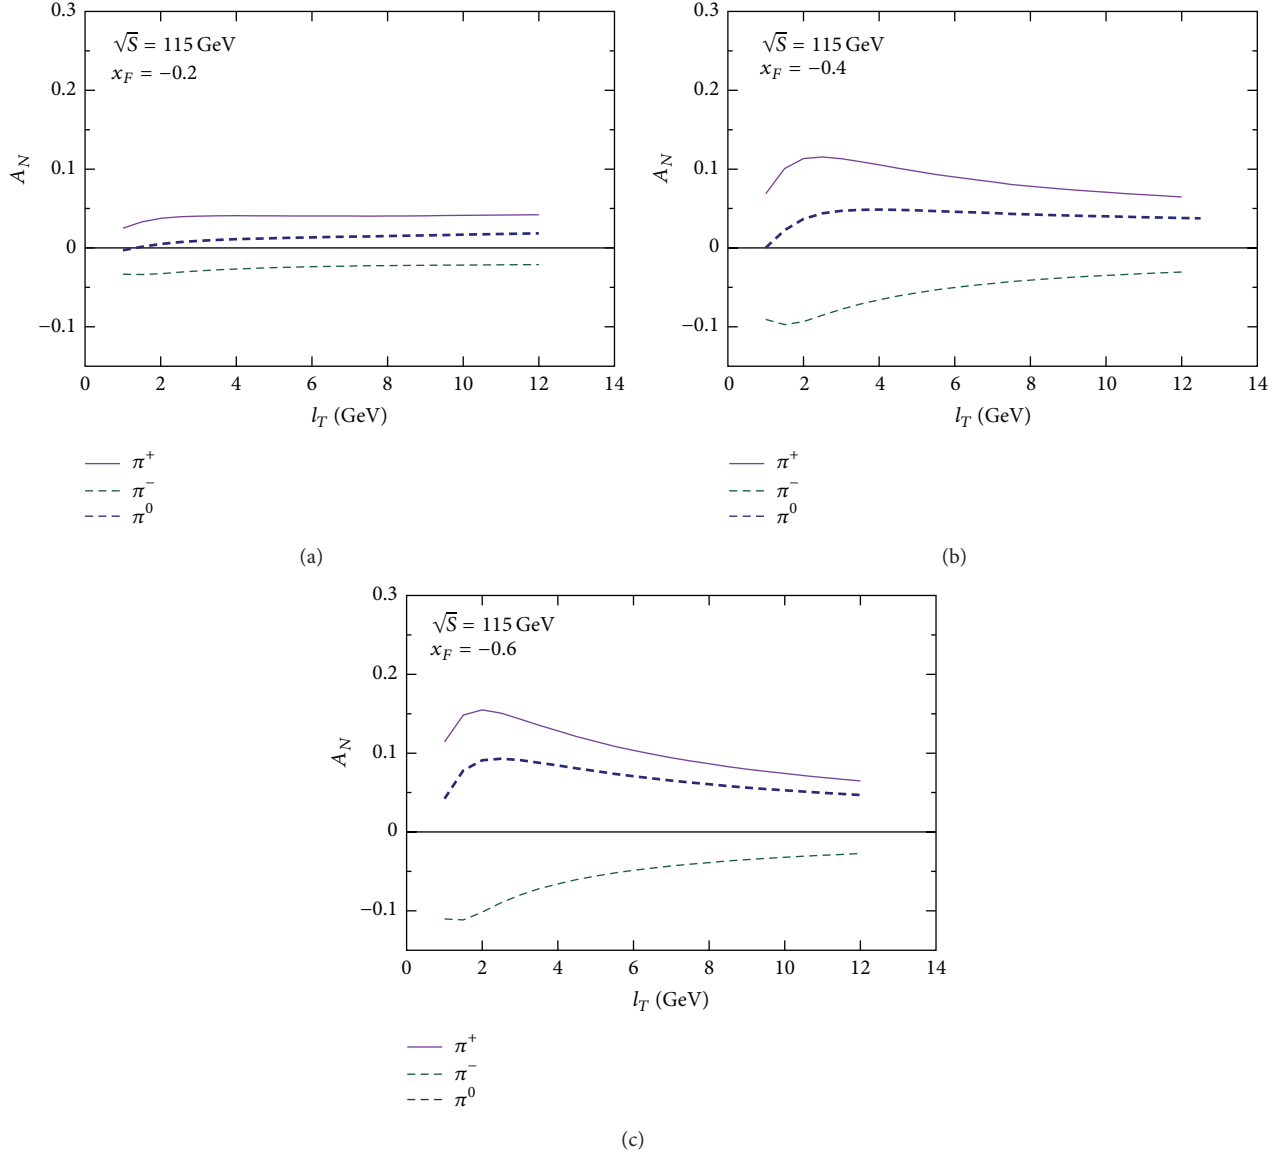 0.3
√S = 115 GeV
x_F = −0.2
0.2
0.1
A_N
0
−0.1
0 2 4 6 8 10 12 14
l_T (GeV)
π⁺
π⁻
π⁰
(a)
0.3
√S = 115 GeV
x_F = −0.4
0.2
0.1
A_N
0
−0.1
0 2 4 6 8 10 12 14
l_T (GeV)
π⁺
π⁻
π⁰
(b)
0.3
√S = 115 GeV
x_F = −0.6
0.2
0.1
A_N
0
−0.1
0 2 4 6 8 10 12 14
l_T (GeV)
π⁺
π⁻
π⁰
(c)